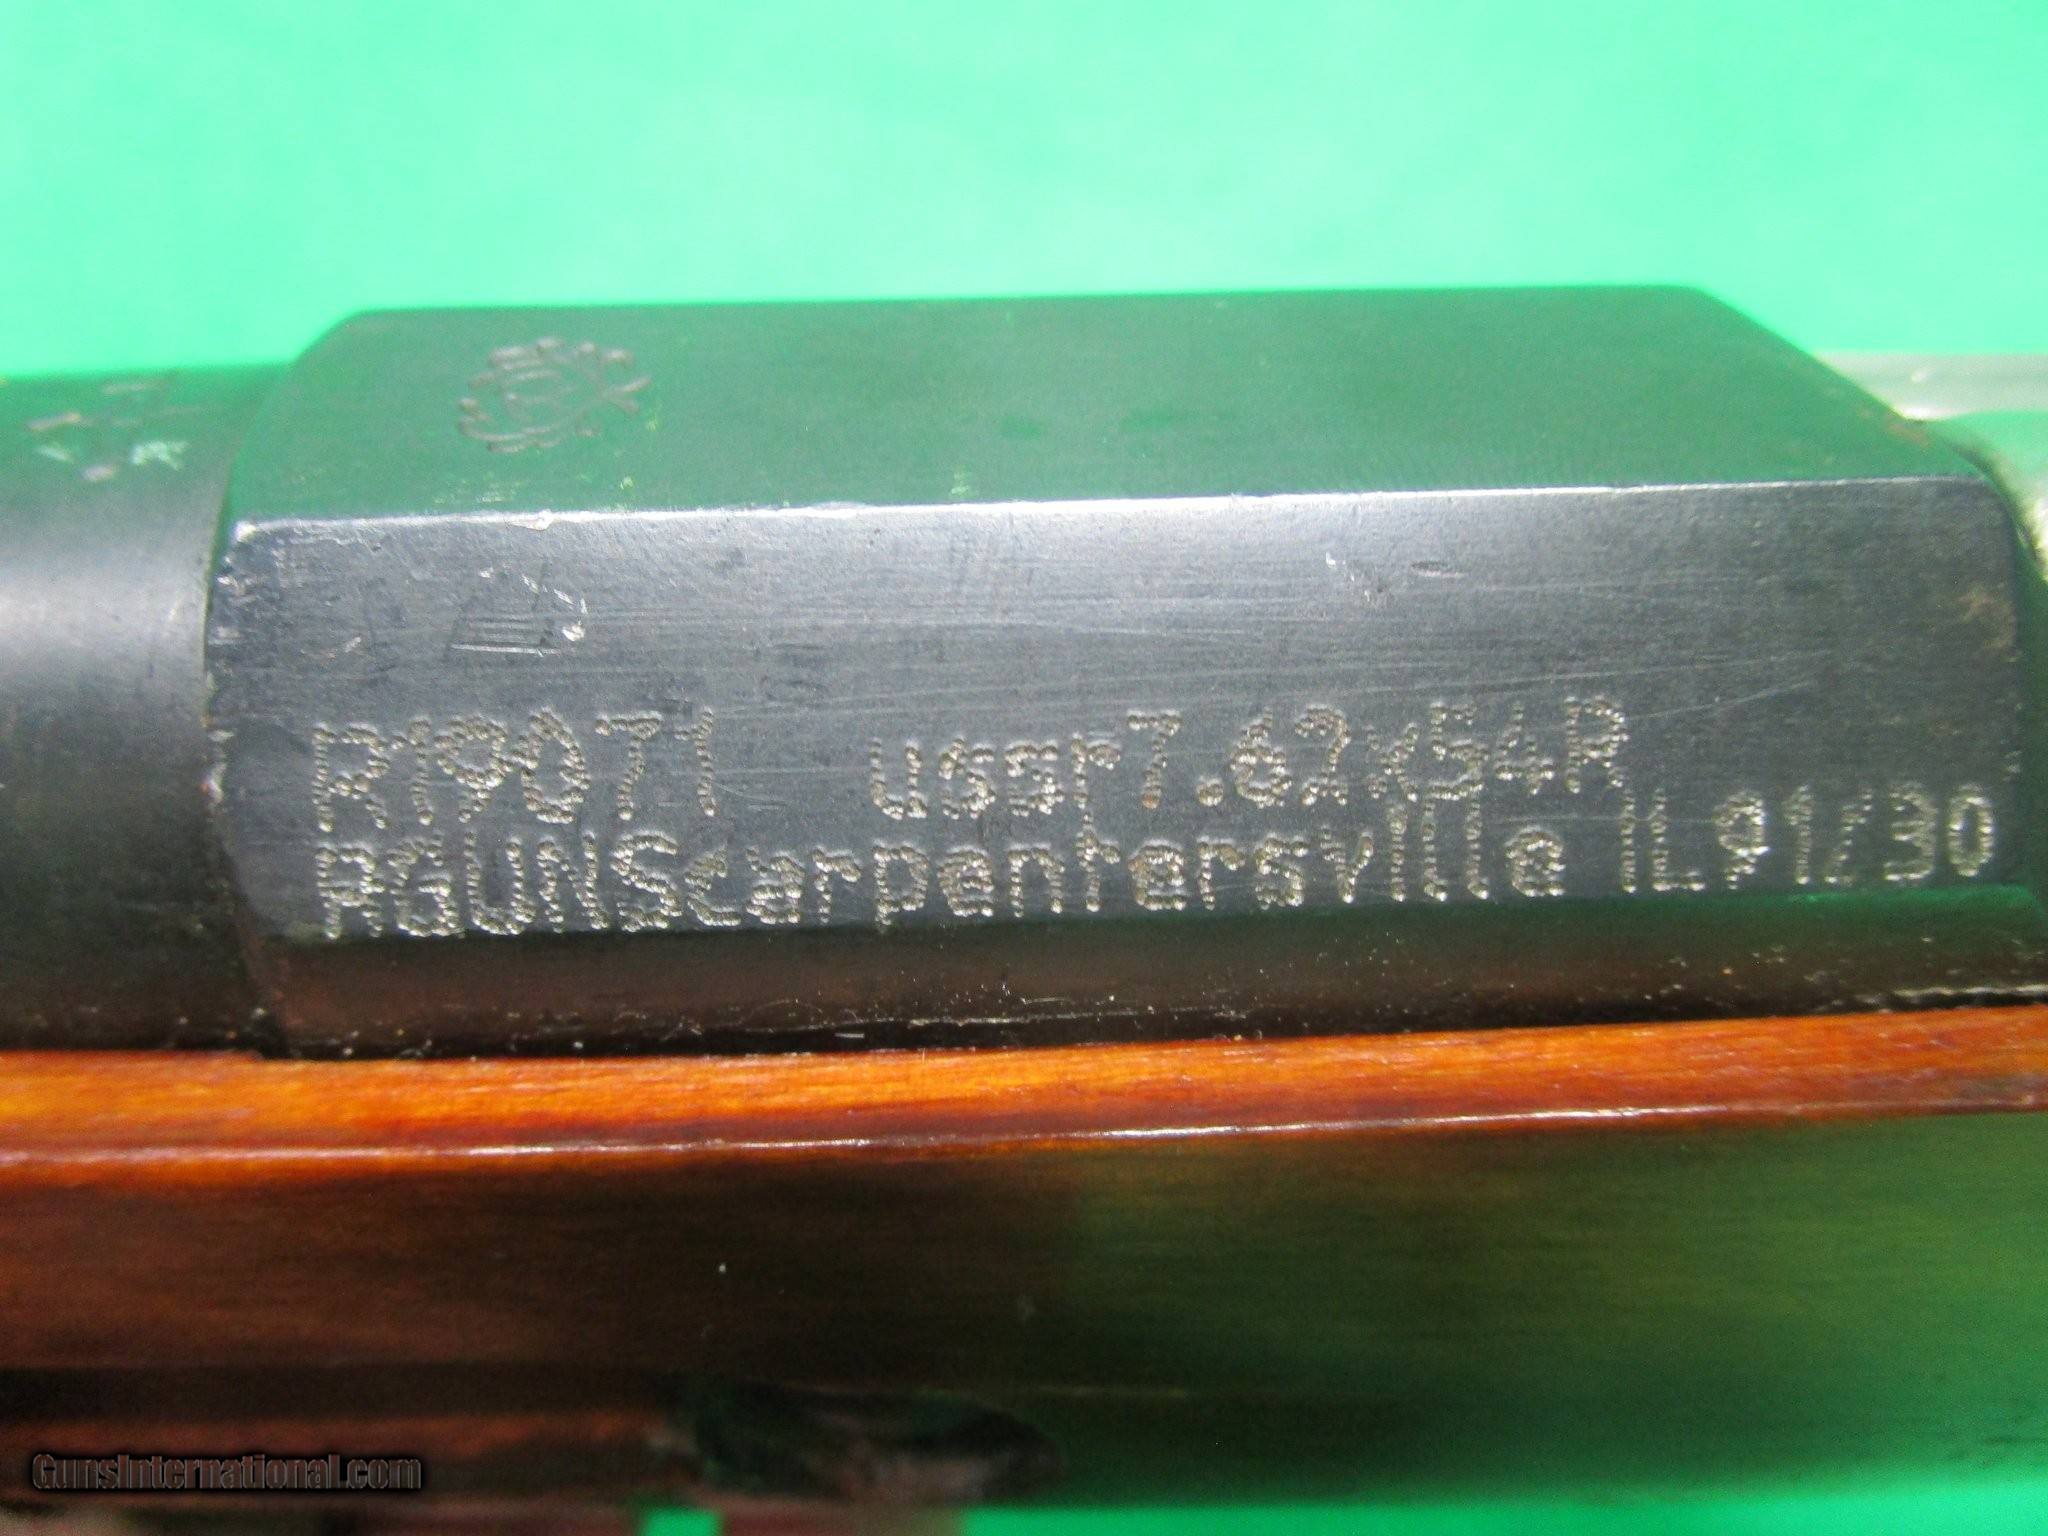 R19071 ussr7.62x54R
RGUNScarpentersville IL91/30
GunsInternational.com